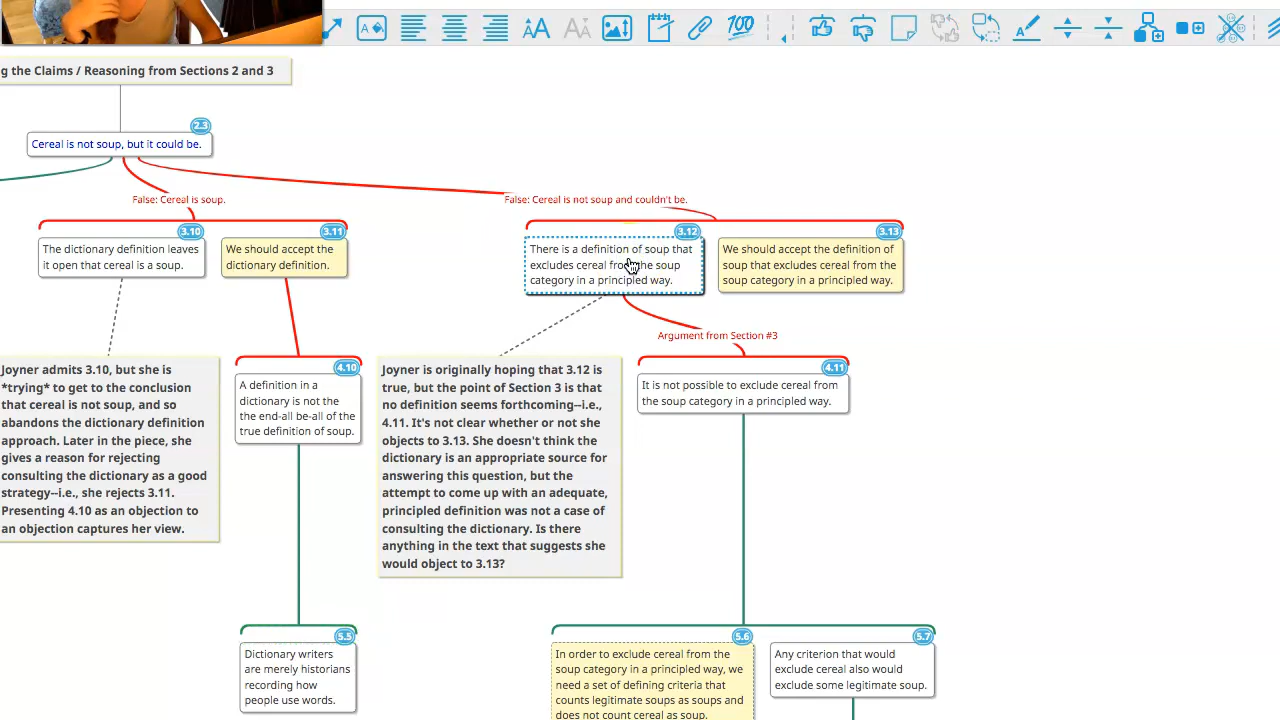 100
g the Claims / Reasoning from Sections 2 and 3
2.3
Cereal is not soup, but it could be.
False: Cereal is soup.
False: Cereal is not soup and couldn't be.
3.10
The dictionary definition leaves
it open that cereal is a soup.
3.11
We should accept the
dictionary definition.
3.12
There is a definition of soup that
excludes cereal from the soup
category in a principled way.
3.13
We should accept the definition of
soup that excludes cereal from the
soup category in a principled way.
Joyner admits 3.10, but she is
*trying* to get to the conclusion
that cereal is not soup, and so
abandons the dictionary definition
approach. Later in the piece, she
gives a reason for rejecting
consulting the dictionary as a good
strategy--i.e., she rejects 3.11.
Presenting 4.10 as an objection to
an objection captures her view.
4.10
A definition in a
dictionary is not the
the end-all be-all of the
true definition of soup.
Joyner is originally hoping that 3.12 is
true, but the point of Section 3 is that
no definition seems forthcoming--i.e.,
4.11. It's not clear whether or not she
objects to 3.13. She doesn't think the
dictionary is an appropriate source for
answering this question, but the
attempt to come up with an adequate,
principled definition was not a case of
consulting the dictionary. Is there
anything in the text that suggests she
would object to 3.13?
Argument from Section #3
4.11
It is not possible to exclude cereal from
the soup category in a principled way.
5.5
Dictionary writers
are merely historians
recording how
people use words.
5.6
In order to exclude cereal from the
soup category in a principled way, we
need a set of defining criteria that
counts legitimate soups as soups and
does not count cereal as soup.
5.7
Any criterion that would
exclude cereal also would
exclude some legitimate soup.